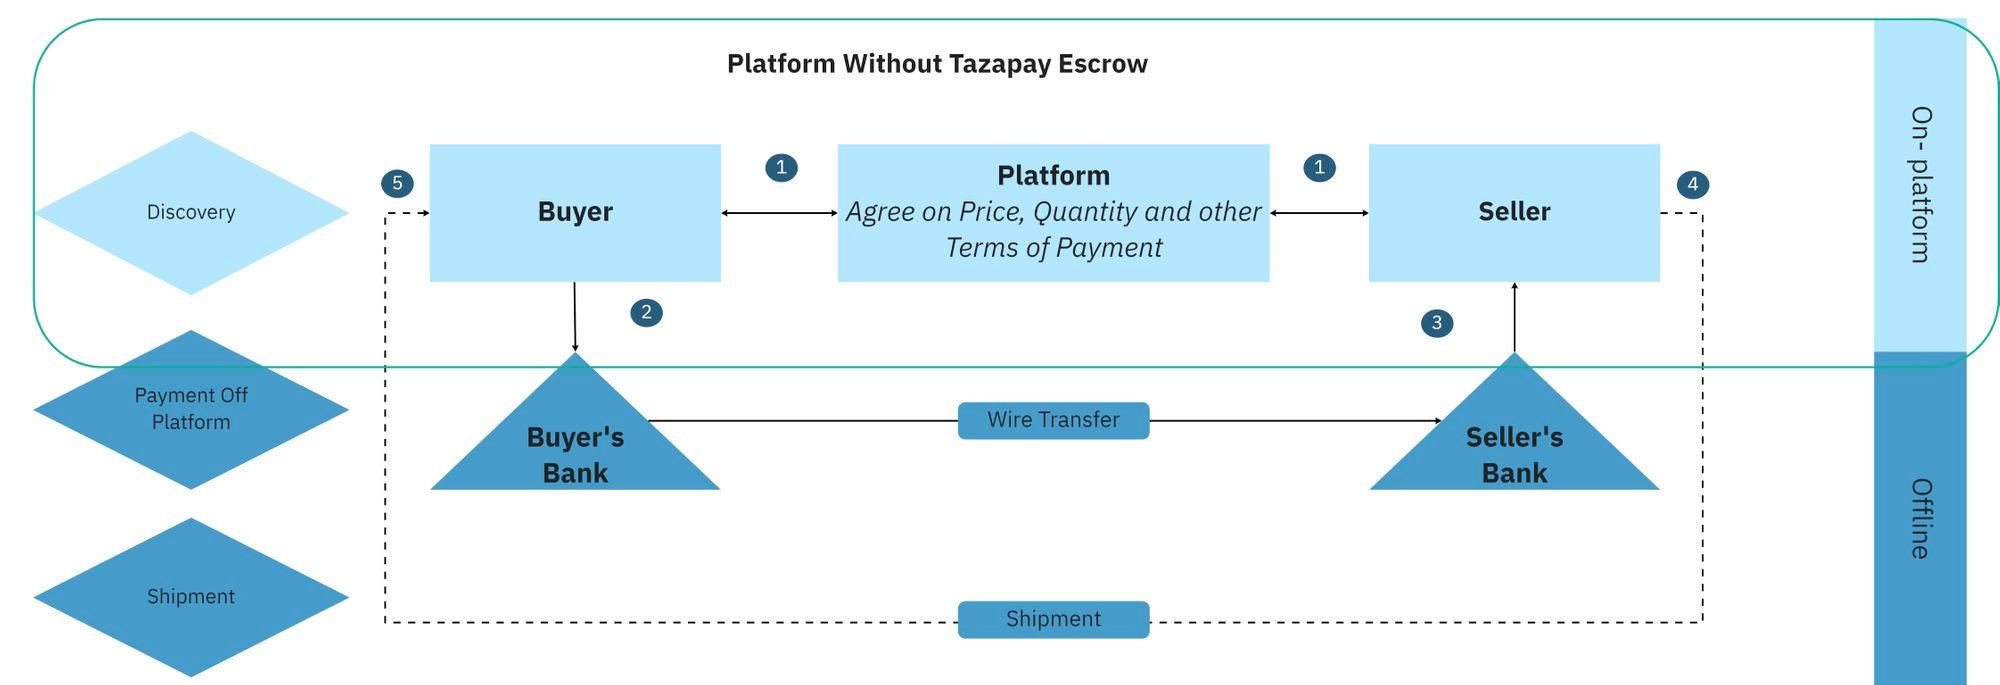 Platform Without Tazapay Escrow
On- platform
5
1
1
4
Discovery
Buyer
Platform
Agree on Price, Quantity and other
Terms of Payment
Seller
2
3
Payment Off
Platform
Buyer's
Bank
Wire Transfer
Seller's
Bank
Offline
Shipment
Shipment